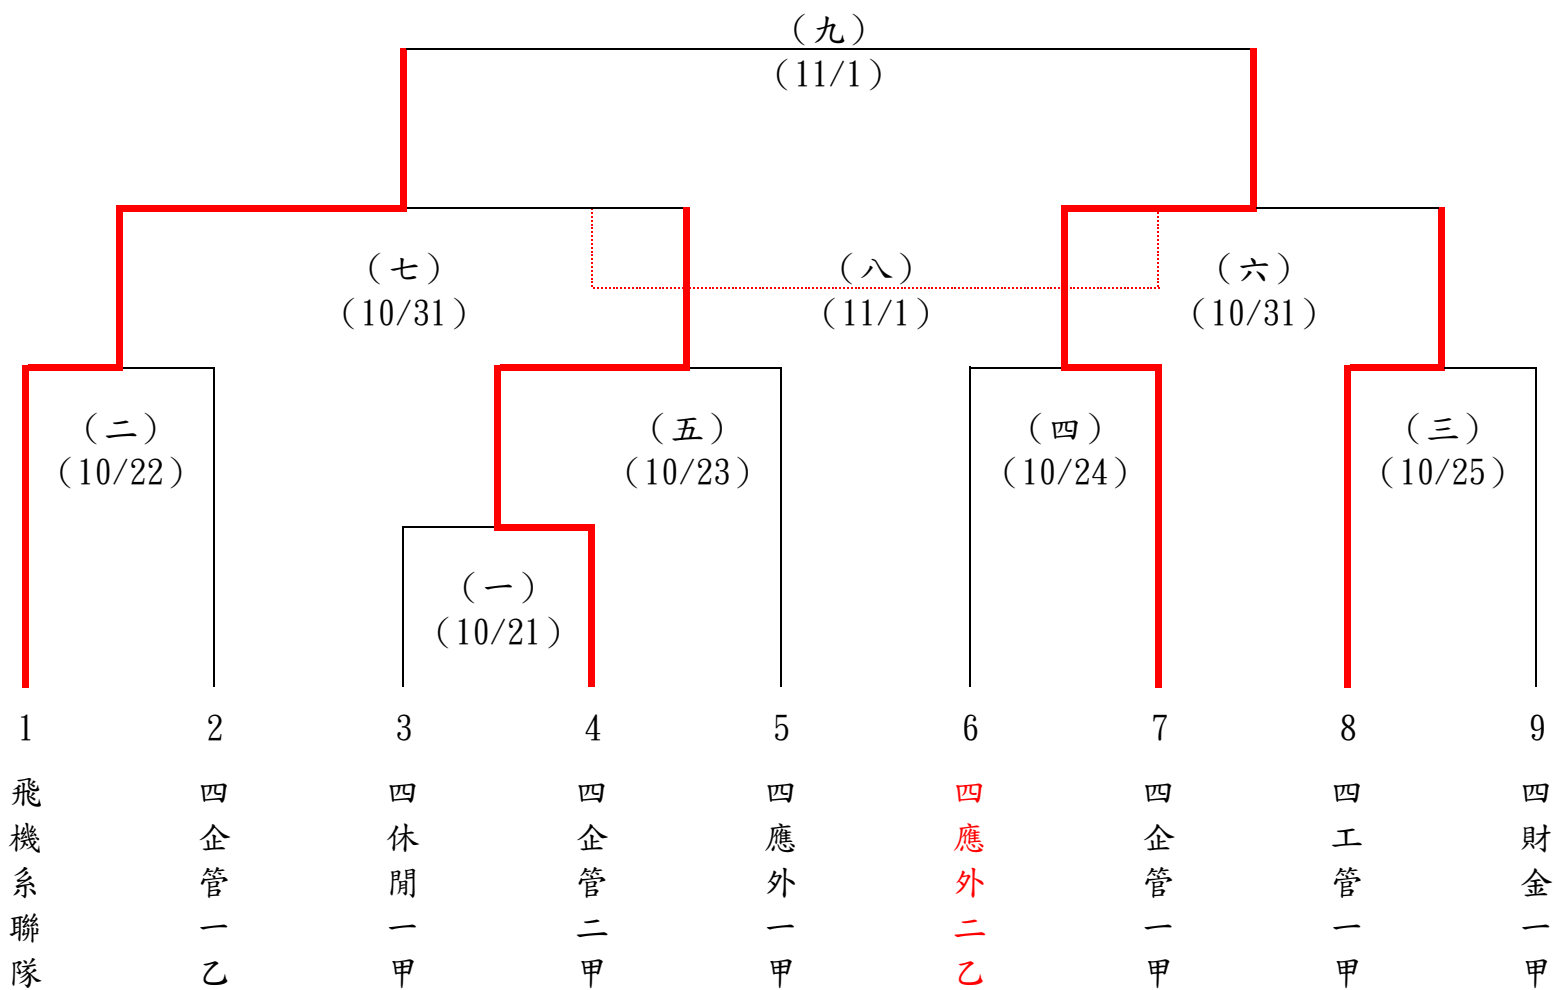 （九）
（11/1）
（七）
（10/31）
（八）
（11/1）
（六）
（10/31）
（二）
（10/22）
（五）
（10/23）
（四）
（10/24）
（三）
（10/25）
（一）
（10/21）
1
2
3
4
5
6
7
8
9
飛機系聯隊
四企管一乙
四休閒一甲
四企管二甲
四應外一甲
四應外二乙
四企管一甲
四工管一甲
四財金一甲